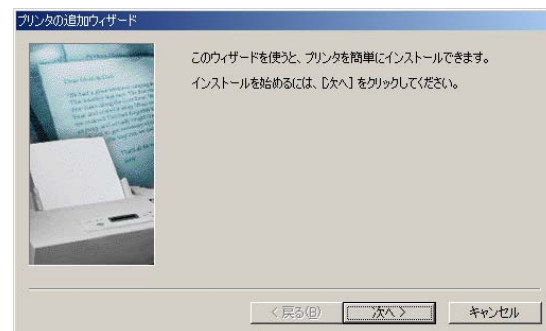 プリンタの追加ウィザード
このウィザードを使うと、プリンタを簡単にインストールできます。
インストールを始めるには、[次へ] をクリックしてください。
< 戻る(B)
次へ >
キャンセル